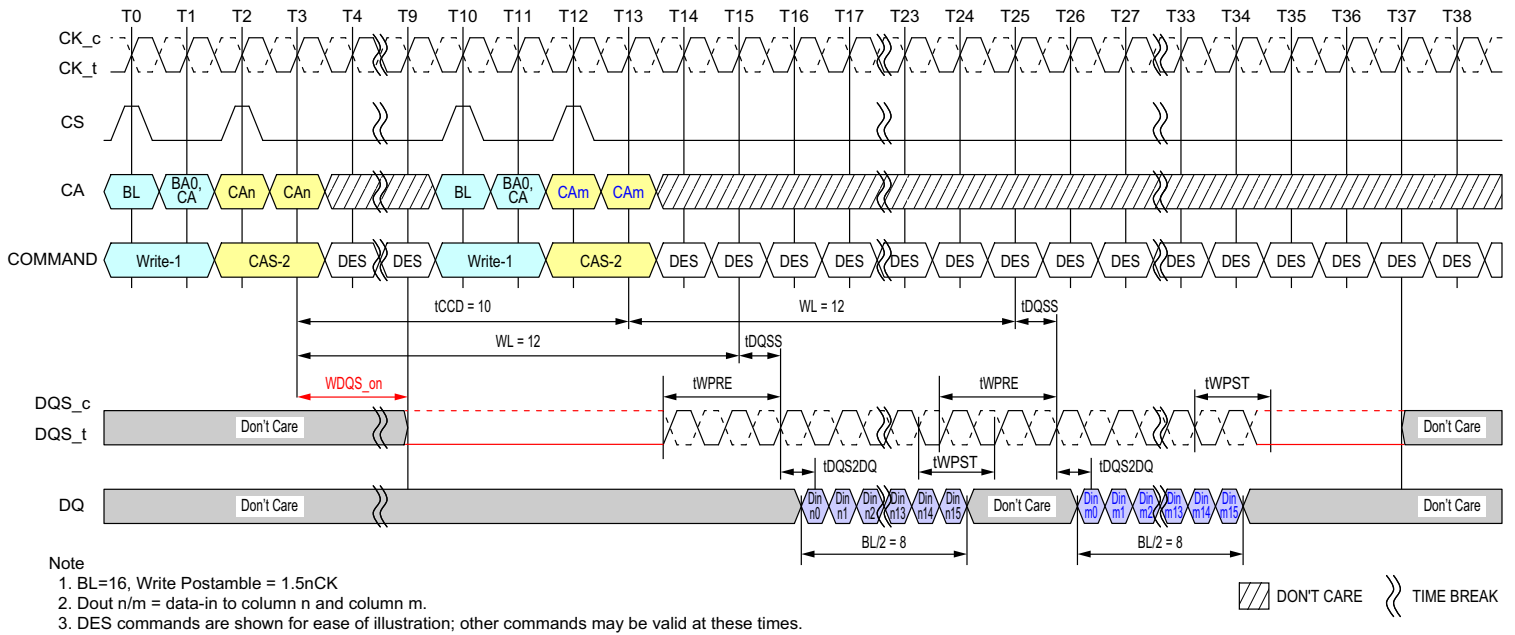 T0 T1 T2 T3 T4 T9 T10 T11 T12 T13 T14 T15 T16 T17 T23 T24 T25 T26 T27 T33 T34 T35 T36 T37 T38
CK_c
CK_t
CS
CA BL BA0, CA CAn CAn BL BA0, CA CAm CAm
COMMAND Write-1 CAS-2 DES DES Write-1 CAS-2 DES DES DES DES DES DES DES DES DES DES DES DES DES DES DES
tCCD = 10 WL = 12 tDQSS
WL = 12 tDQSS
WDQS_on tWPRE tWPRE tWPST
DQS_c
DQS_t Don't Care Don't Care
tDQS2DQ tWPST tDQS2DQ
DQ Don't Care Din n0 Din n1 Din n2 Din n13 Din n14 Din n15 Don't Care Din m0 Din m1 Din m2 Din m13 Din m14 Din m15 Don't Care
BL/2 = 8 BL/2 = 8
Note
1. BL=16, Write Postamble = 1.5nCK
2. Dout n/m = data-in to column n and column m.
3. DES commands are shown for ease of illustration; other commands may be valid at these times.
DON'T CARE TIME BREAK